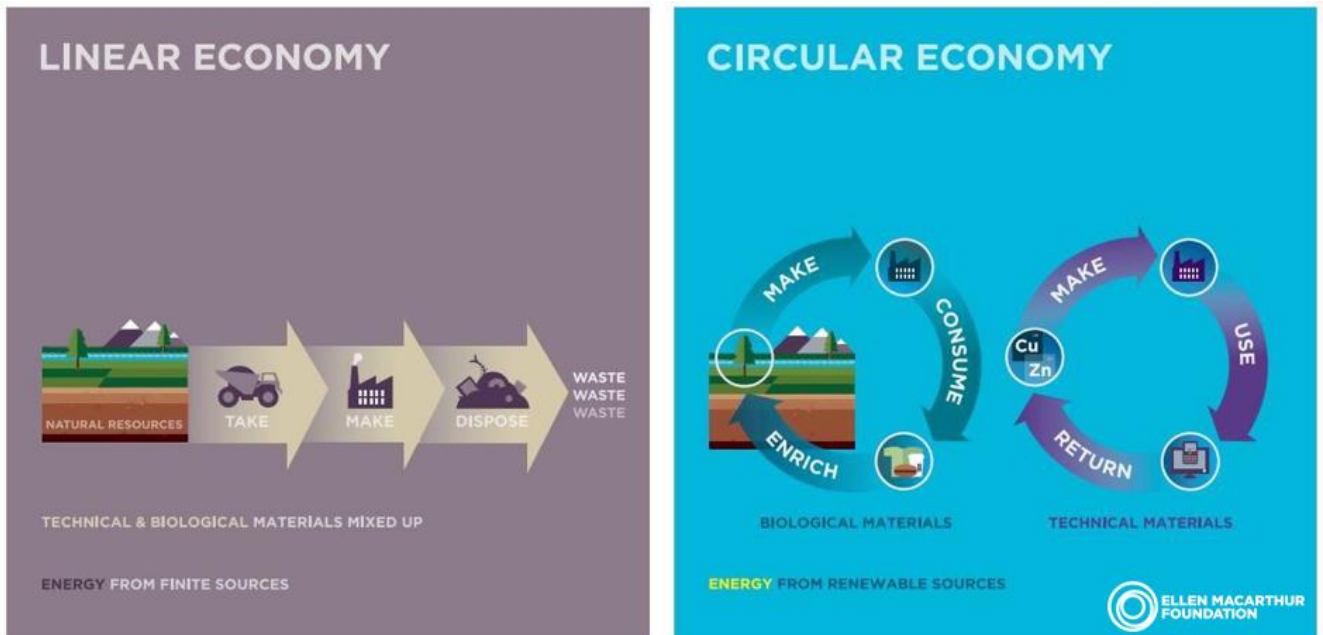 LINEAR ECONOMY
NATURAL RESOURCES
TAKE
MAKE
DISPOSE
WASTE
WASTE
WASTE
TECHNICAL & BIOLOGICAL MATERIALS MIXED UP
ENERGY FROM FINITE SOURCES
CIRCULAR ECONOMY
MAKE
CONSUME
ENRICH
BIOLOGICAL MATERIALS
MAKE
USE
RETURN
Cu
Zn
TECHNICAL MATERIALS
ENERGY FROM RENEWABLE SOURCES
ELLEN MACARTHUR
FOUNDATION